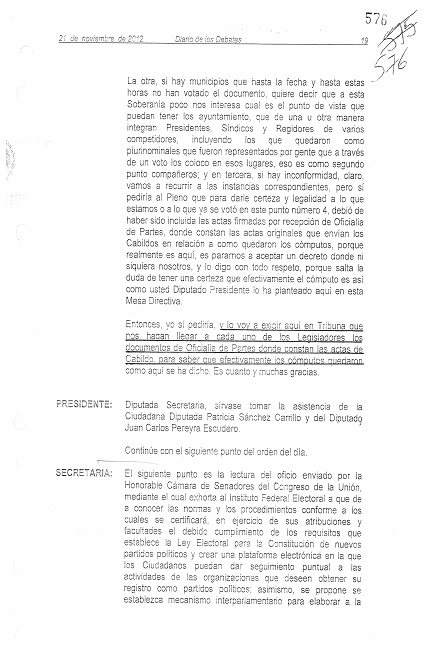 576
21 de noviembre de 2012 Diario de los Debates 19
575
576
La otra, si hay municipios que hasta la fecha y hasta estas
horas no han votado el documento, quiere decir que a esta
Soberanía poco nos interesa cual es el punto de vista que
puedan tener los ayuntamiento, que de una u otra manera
integran Presidentes, Síndicos y Regidores de varios
competidores, incluyendo los que quedaron como
plurinominales que fueron representados por gente que a través
de un voto los coloco en esos lugares, eso es como segundo
punto compañeros; y en tercera, si hay inconformidad, claro,
vamos a recurrir a las instancias correspondientes, pero si
pediría al Pleno que para darle certeza y legalidad a lo que
estamos o a lo que ya se votó en este punto número 4, debió de
haber sido incluida las actas firmadas por recepción de Oficialía
de Partes, donde constan las actas originales que envían los
Cabildos en relación a como quedaron los cómputos, porque
realmente es aquí, es pararnos a aceptar un decreto donde ni
siquiera nosotros, y lo digo con todo respeto, porque salta la
duda de tener una certeza que efectivamente el cómputo es así
como usted Diputado Presidente lo ha planteado aquí en esta
Mesa Directiva.
Entonces, yo si pediría, y lo voy a exigir aquí en Tribuna que
nos hagan llegar a cada uno de los Legisladores los
documentos de Oficialía de Partes donde constan las actas de
Cabildo, para saber que efectivamente los cómputos quedaron
como aquí se ha dicho. Es cuanto y muchas gracias.
PRESIDENTE: Diputada Secretaria, sírvase tomar la asistencia de la
Ciudadana Diputada Patricia Sánchez Carrillo y del Diputado
Juan Carlos Pereyra Escudero.
Continúe con el siguiente punto del orden del día.
SECRETARIA: El siguiente punto es la lectura del oficio enviado por la
Honorable Cámara de Senadores del Congreso de la Unión,
mediante el cual exhorta al Instituto Federal Electoral a que de
a conocer las normas y los procedimientos conforme a los
cuales se certificará, en ejercicio de sus atribuciones y
facultades el debido cumplimiento de los requisitos que
establece la Ley Electoral para la Constitución de nuevos
partidos políticos y crear una plataforma electrónica en la que
los Ciudadanos puedan dar seguimiento puntual a las
actividades de las organizaciones que deseen obtener su
registro como partidos políticos; asimismo, se propone se
establezca mecanismo interparlamentario para elaborar a la